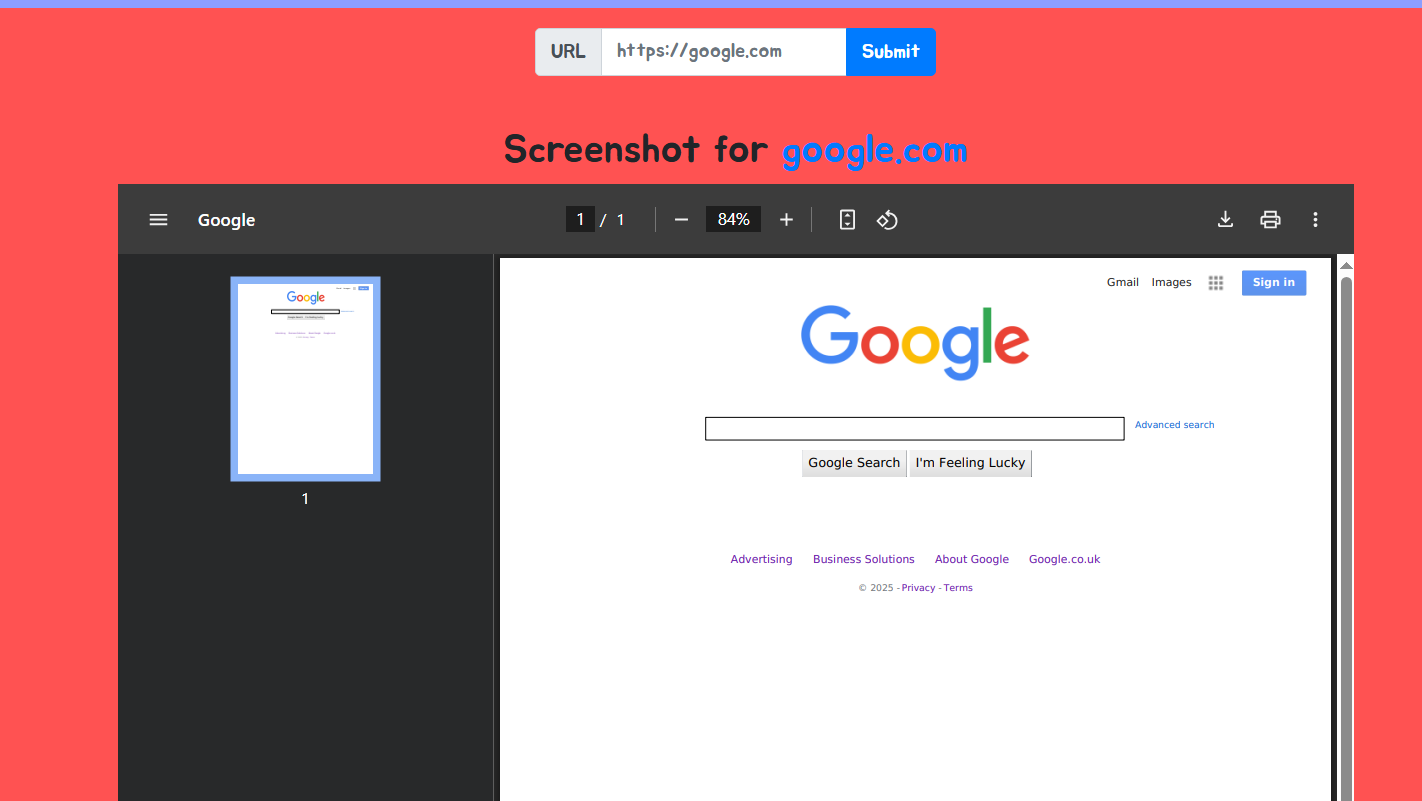 URL https://google.com Submit
Screenshot for google.com
Google 1 / 1 84%
Gmail Images Sign in
Google
Advanced search
Google Search I'm Feeling Lucky
Advertising Business Solutions About Google Google.co.uk
© 2025 - Privacy - Terms
Google
1